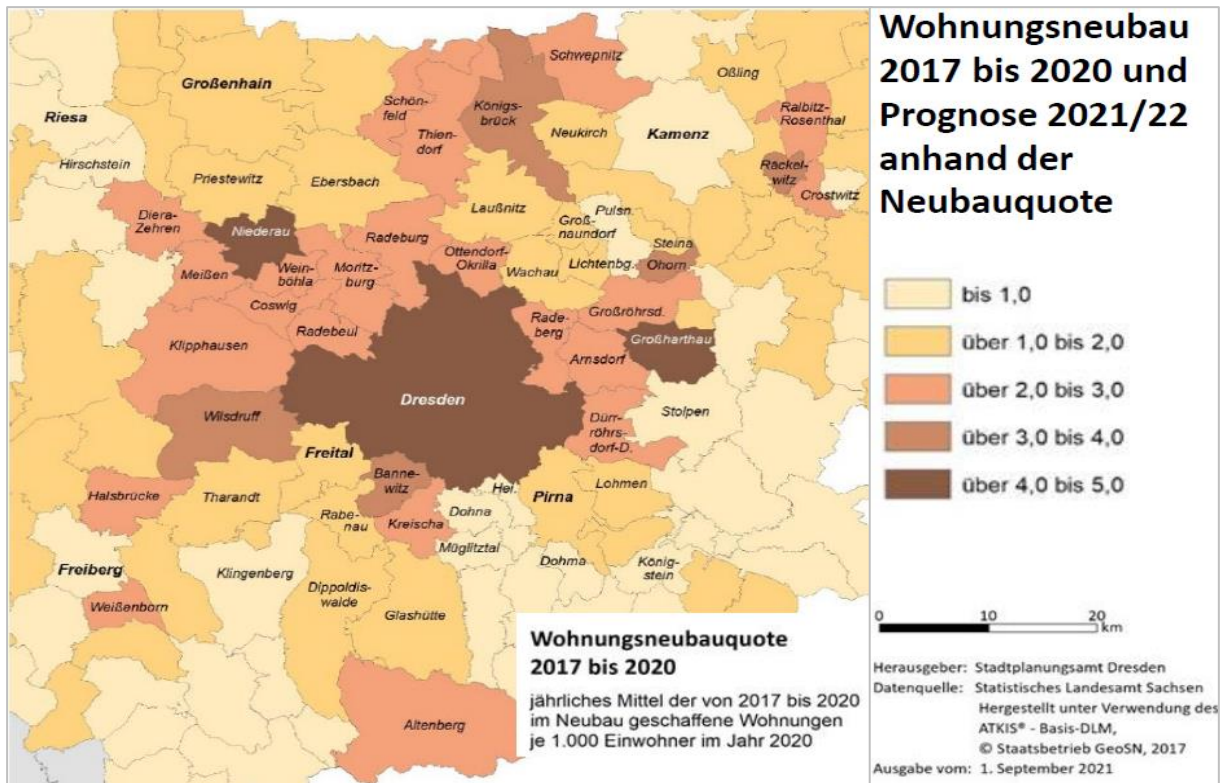 Wohnungsneubau
2017 bis 2020 und
Prognose 2021/22
anhand der
Neubauquote
bis 1,0
über 1,0 bis 2,0
über 2,0 bis 3,0
über 3,0 bis 4,0
über 4,0 bis 5,0
0 10 20
km
Herausgeber: Stadtplanungsamt Dresden
Datenquelle: Statistisches Landesamt Sachsen
Hergestellt unter Verwendung des
ATKIS® - Basis-DLM,
© Staatsbetrieb GeoSN, 2017
Ausgabe vom: 1. September 2021
Wohnungsneubauquote
2017 bis 2020
jährliches Mittel der von 2017 bis 2020
im Neubau geschaffene Wohnungen
je 1.000 Einwohner im Jahr 2020
Schwepnitz
Oßling
Großenhain
Schön-
feld
Königs-
brück
Ralbitz-
Rosenthal
Riesa
Thien-
dorf
Neukirch
Kamenz
Hirschstein
Priestewitz
Ebersbach
Räckel-
witz
Crostwitz
Diera-
Zehren
Laußnitz
Pulsn.
Groß-
naundorf
Niederau
Radeburg
Ottendorf-
Okrilla
Steina
Meißen
Wein-
böhla
Moritz-
burg
Wachau
Lichtenbg.
Ohorn
Coswig
Radebeul
Rade-
berg
Großröhrsd.
Klipphausen
Arnsdorf
Großharthau
Dresden
Wilsdruff
Stolpen
Dürr-
röhrs-
dorf-D.
Freital
Banne-
witz
Halsbrücke
Tharandt
Hei.
Pirna
Lohmen
Rabe-
nau
Kreischa
Dohna
Müglitztal
Freiberg
Klingenberg
Dohma
König-
stein
Weißenborn
Dippoldis-
walde
Glashütte
Altenberg